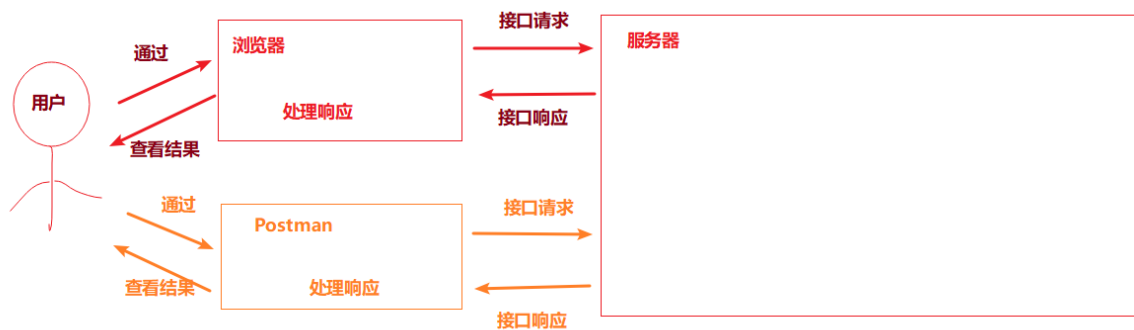 接口请求
浏览器
服务器
通过
用户
处理响应
接口响应
查看结果
通过
接口请求
Postman
查看结果
处理响应
接口响应